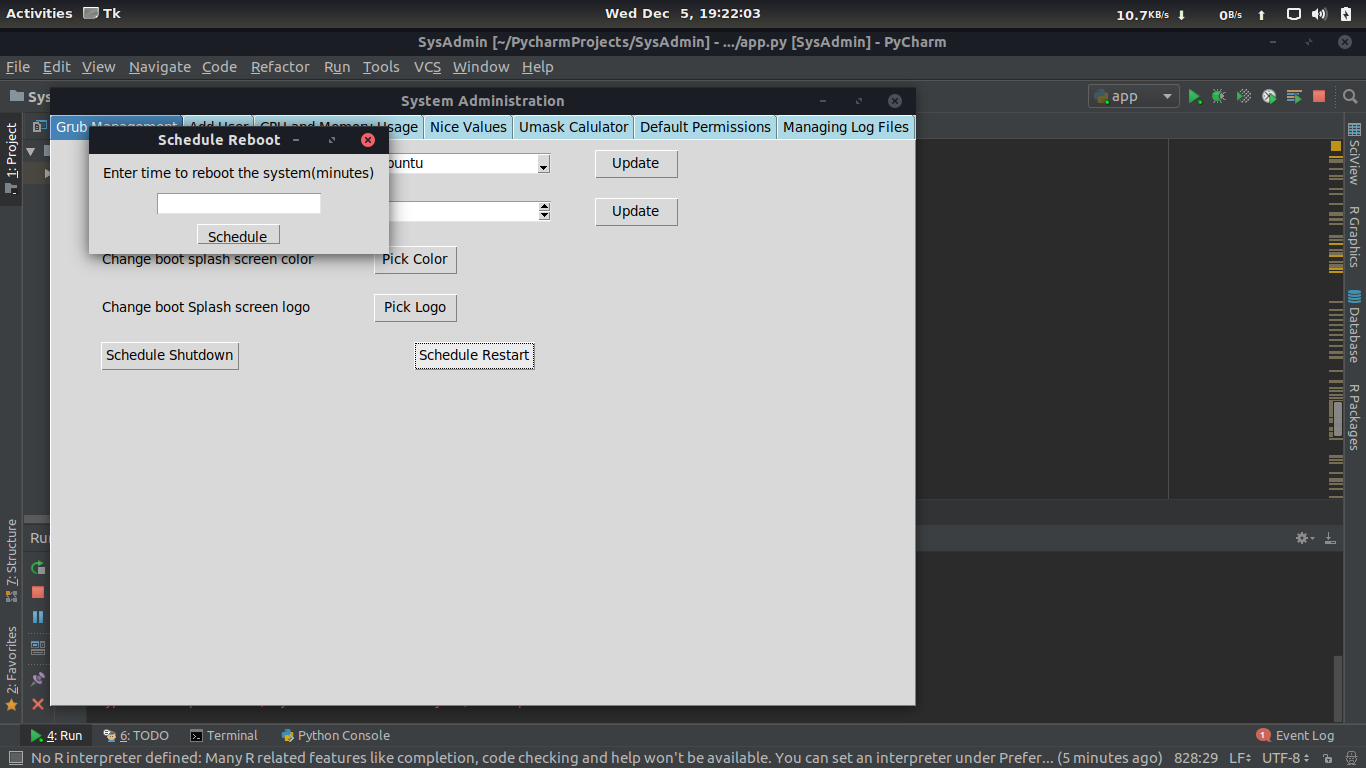 Activities Tk Wed Dec 5, 19:22:03 10.7KB/s 0B/s
SysAdmin [~/PycharmProjects/SysAdmin] - .../app.py [SysAdmin] - PyCharm
File Edit View Navigate Code Refactor Run Tools VCS Window Help
Sys
app
System Administration
Grub Management Add User CPU and Memory Usage Nice Values Umask Calulator Default Permissions Managing Log Files
Schedule Reboot
Enter time to reboot the system(minutes)
Schedule
buntu
Update
Update
Change boot splash screen color Pick Color
Change boot Splash screen logo Pick Logo
Schedule Shutdown Schedule Restart
1: Project
7: Structure
2: Favorites
SciView
R Graphics
Database
R Packages
Run
4: Run 6: TODO Terminal Python Console 1 Event Log
No R interpreter defined: Many R related features like completion, code checking and help won't be available. You can set an interpreter under Prefer... (5 minutes ago) 828:29 LF UTF-8